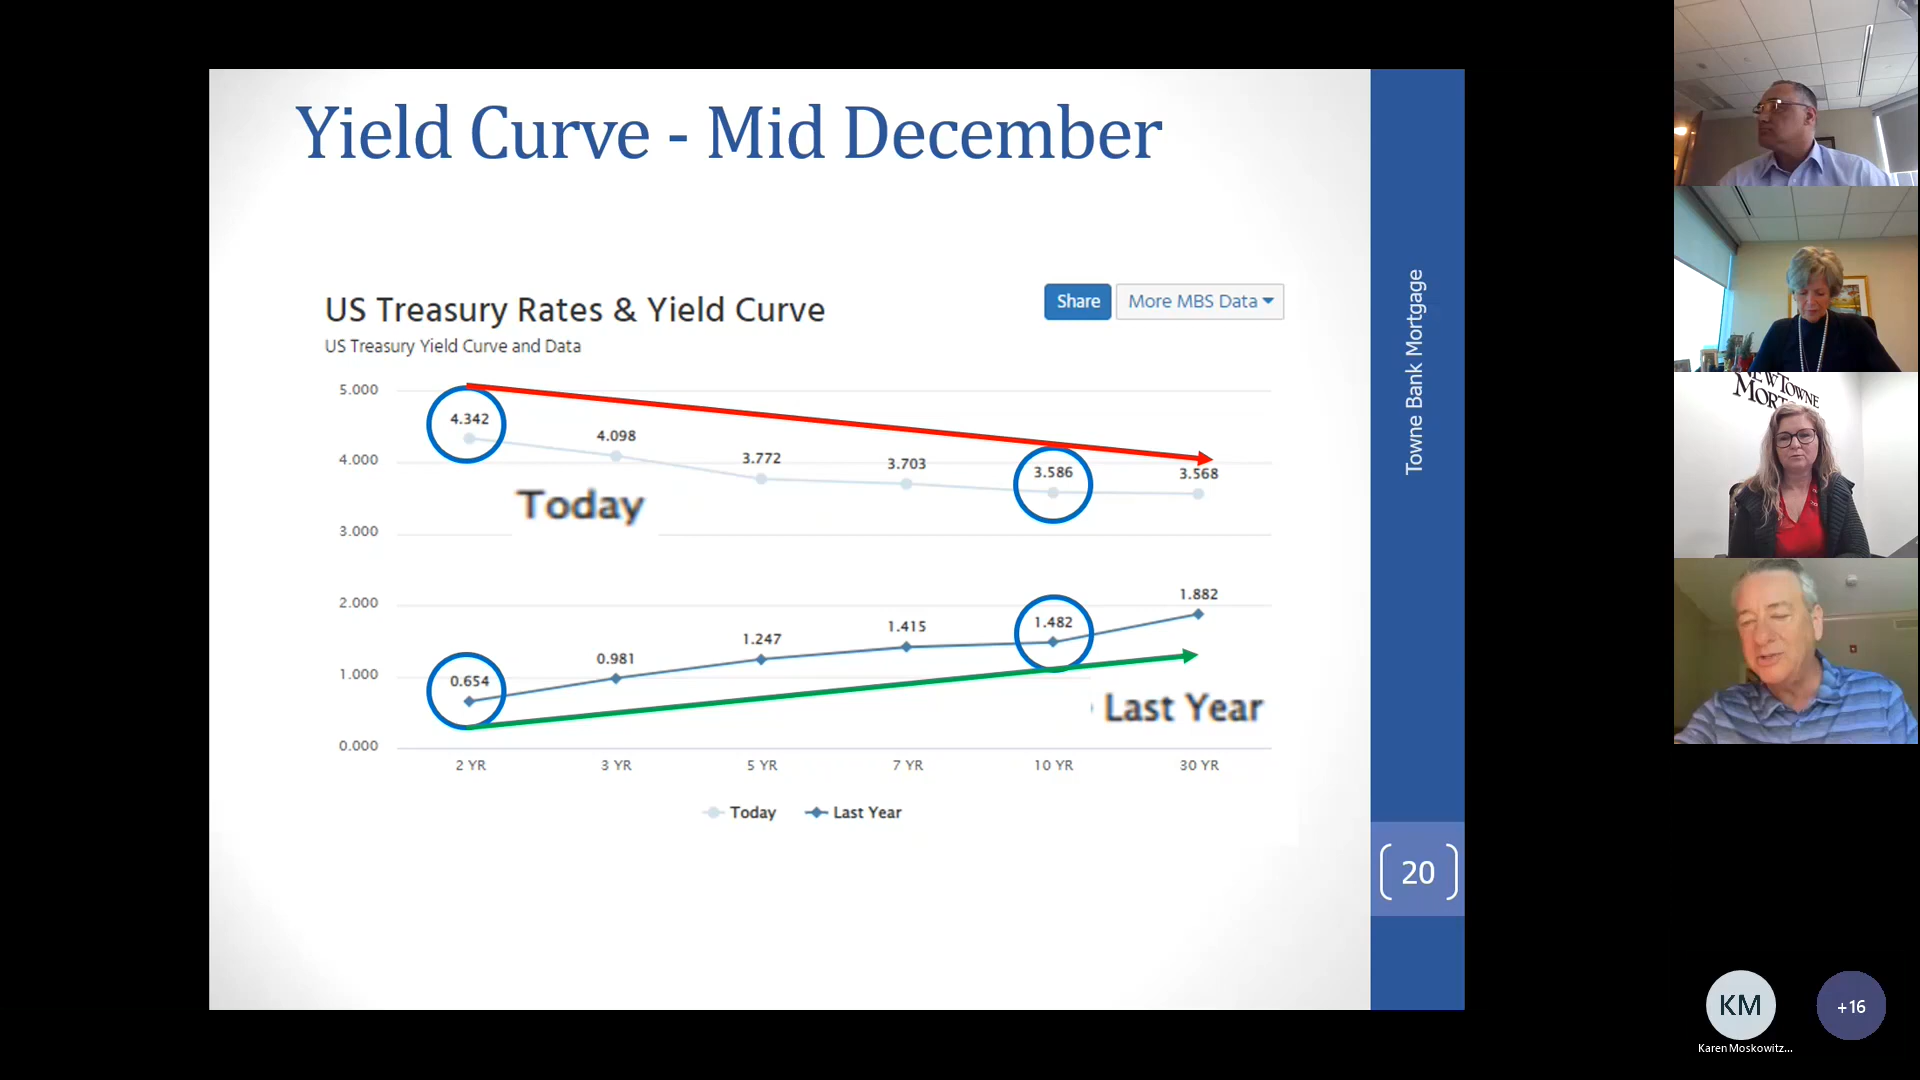 Yield Curve - Mid December
US Treasury Rates & Yield Curve
Share
More MBS Data
US Treasury Yield Curve and Data
5.000
4.000
3.000
2.000
1.000
0.000
4.342
4.098
3.772
3.703
3.586
3.568
Today
0.654
0.981
1.247
1.415
1.482
1.882
Last Year
2 YR
3 YR
5 YR
7 YR
10 YR
30 YR
Today
Last Year
Towne Bank Mortgage
20
TOWNE
KM
+16
Karen Moskowitz...